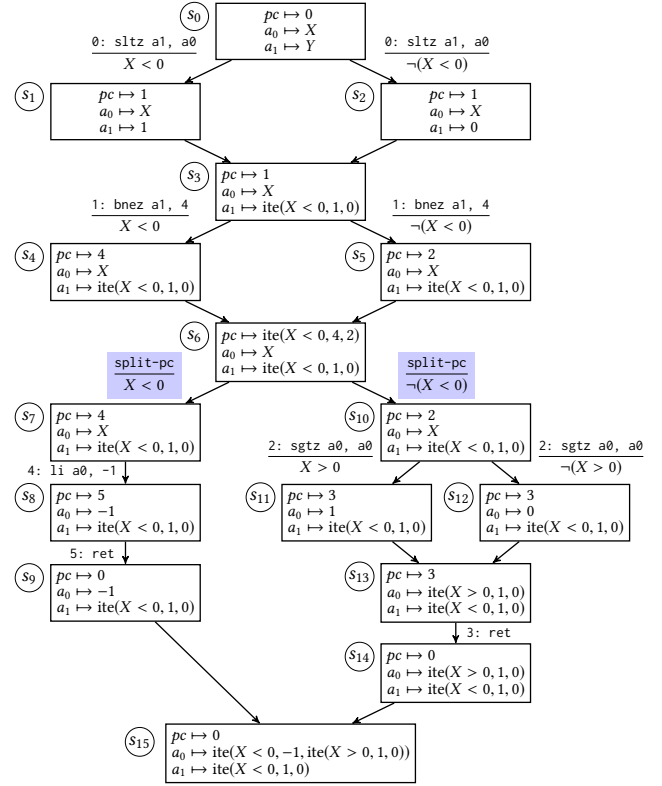 s0
pc ↦ 0
a0 ↦ X
a1 ↦ Y
0: sltz a1, a0
X < 0
0: sltz a1, a0
¬(X < 0)
s1
pc ↦ 1
a0 ↦ X
a1 ↦ 1
s2
pc ↦ 1
a0 ↦ X
a1 ↦ 0
s3
pc ↦ 1
a0 ↦ X
a1 ↦ ite(X < 0, 1, 0)
1: bnez a1, 4
X < 0
1: bnez a1, 4
¬(X < 0)
s4
pc ↦ 4
a0 ↦ X
a1 ↦ ite(X < 0, 1, 0)
s5
pc ↦ 2
a0 ↦ X
a1 ↦ ite(X < 0, 1, 0)
s6
pc ↦ ite(X < 0, 4, 2)
a0 ↦ X
a1 ↦ ite(X < 0, 1, 0)
split-pc
X < 0
split-pc
¬(X < 0)
s7
pc ↦ 4
a0 ↦ X
a1 ↦ ite(X < 0, 1, 0)
s10
pc ↦ 2
a0 ↦ X
a1 ↦ ite(X < 0, 1, 0)
4: li a0, -1
2: sgtz a0, a0
X > 0
2: sgtz a0, a0
¬(X > 0)
s8
pc ↦ 5
a0 ↦ −1
a1 ↦ ite(X < 0, 1, 0)
s11
pc ↦ 3
a0 ↦ 1
a1 ↦ ite(X < 0, 1, 0)
s12
pc ↦ 3
a0 ↦ 0
a1 ↦ ite(X < 0, 1, 0)
5: ret
s9
pc ↦ 0
a0 ↦ −1
a1 ↦ ite(X < 0, 1, 0)
s13
pc ↦ 3
a0 ↦ ite(X > 0, 1, 0)
a1 ↦ ite(X < 0, 1, 0)
3: ret
s14
pc ↦ 0
a0 ↦ ite(X > 0, 1, 0)
a1 ↦ ite(X < 0, 1, 0)
s15
pc ↦ 0
a0 ↦ ite(X < 0, −1, ite(X > 0, 1, 0))
a1 ↦ ite(X < 0, 1, 0)